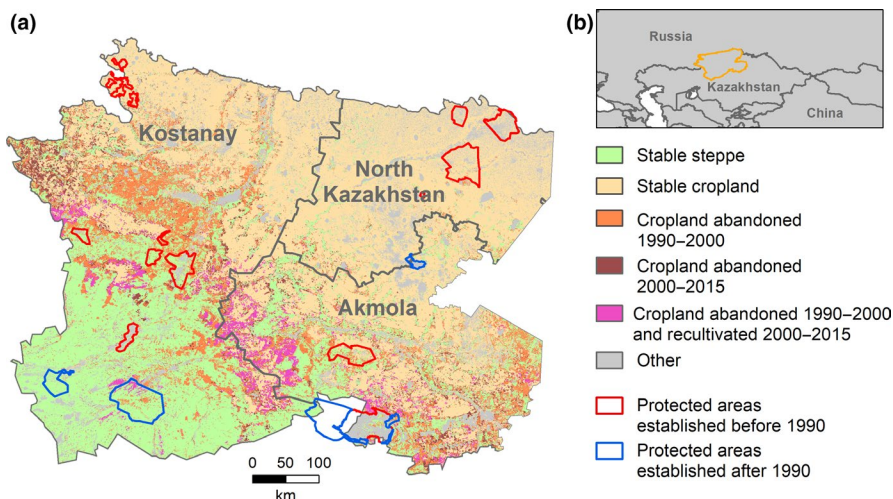 (a)
Kostanay
North
Kazakhstan
Akmola
0 50 100
km
(b)
Russia
Kazakhstan
China
Stable steppe
Stable cropland
Cropland abandoned
1990–2000
Cropland abandoned
2000–2015
Cropland abandoned 1990–2000
and recultivated 2000–2015
Other
Protected areas
established before 1990
Protected areas
established after 1990